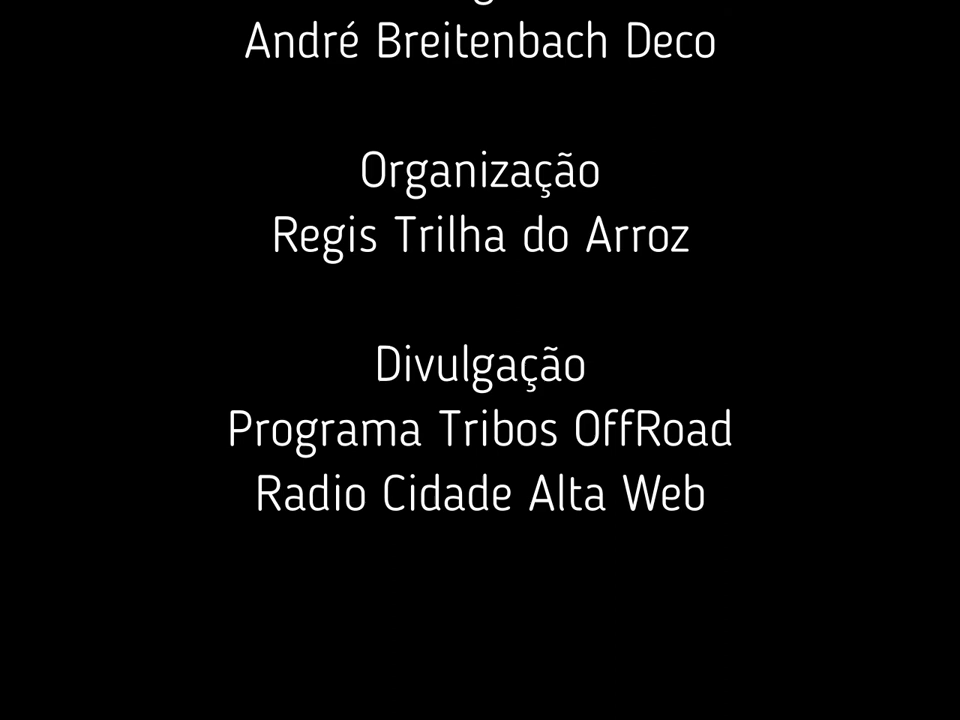 André Breitenbach Deco
Organização
Regis Trilha do Arroz
Divulgação
Programa Tribos OffRoad
Radio Cidade Alta Web